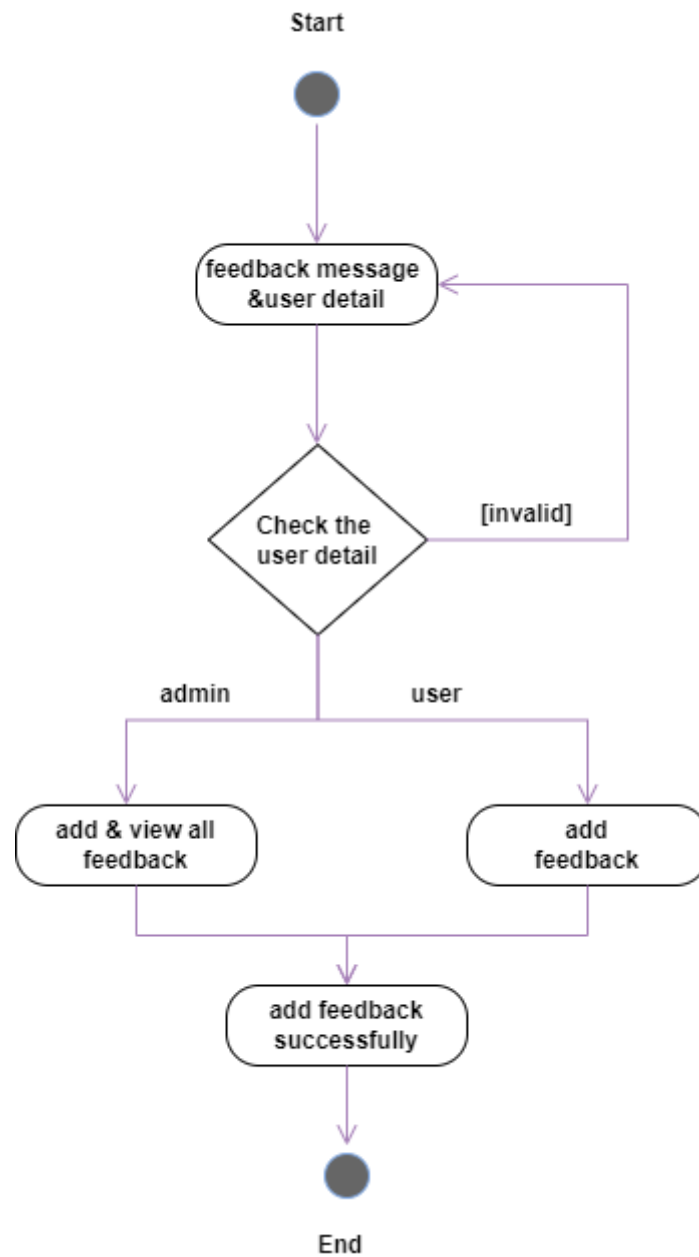 Start
feedback message
&user detail
[invalid]
Check the
user detail
admin
user
add & view all
feedback
add
feedback
add feedback
successfully
End